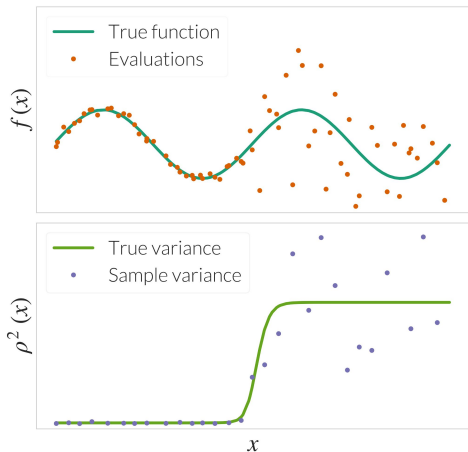 True function
Evaluations
f (x)
True variance
Sample variance
ρ² (x)
x